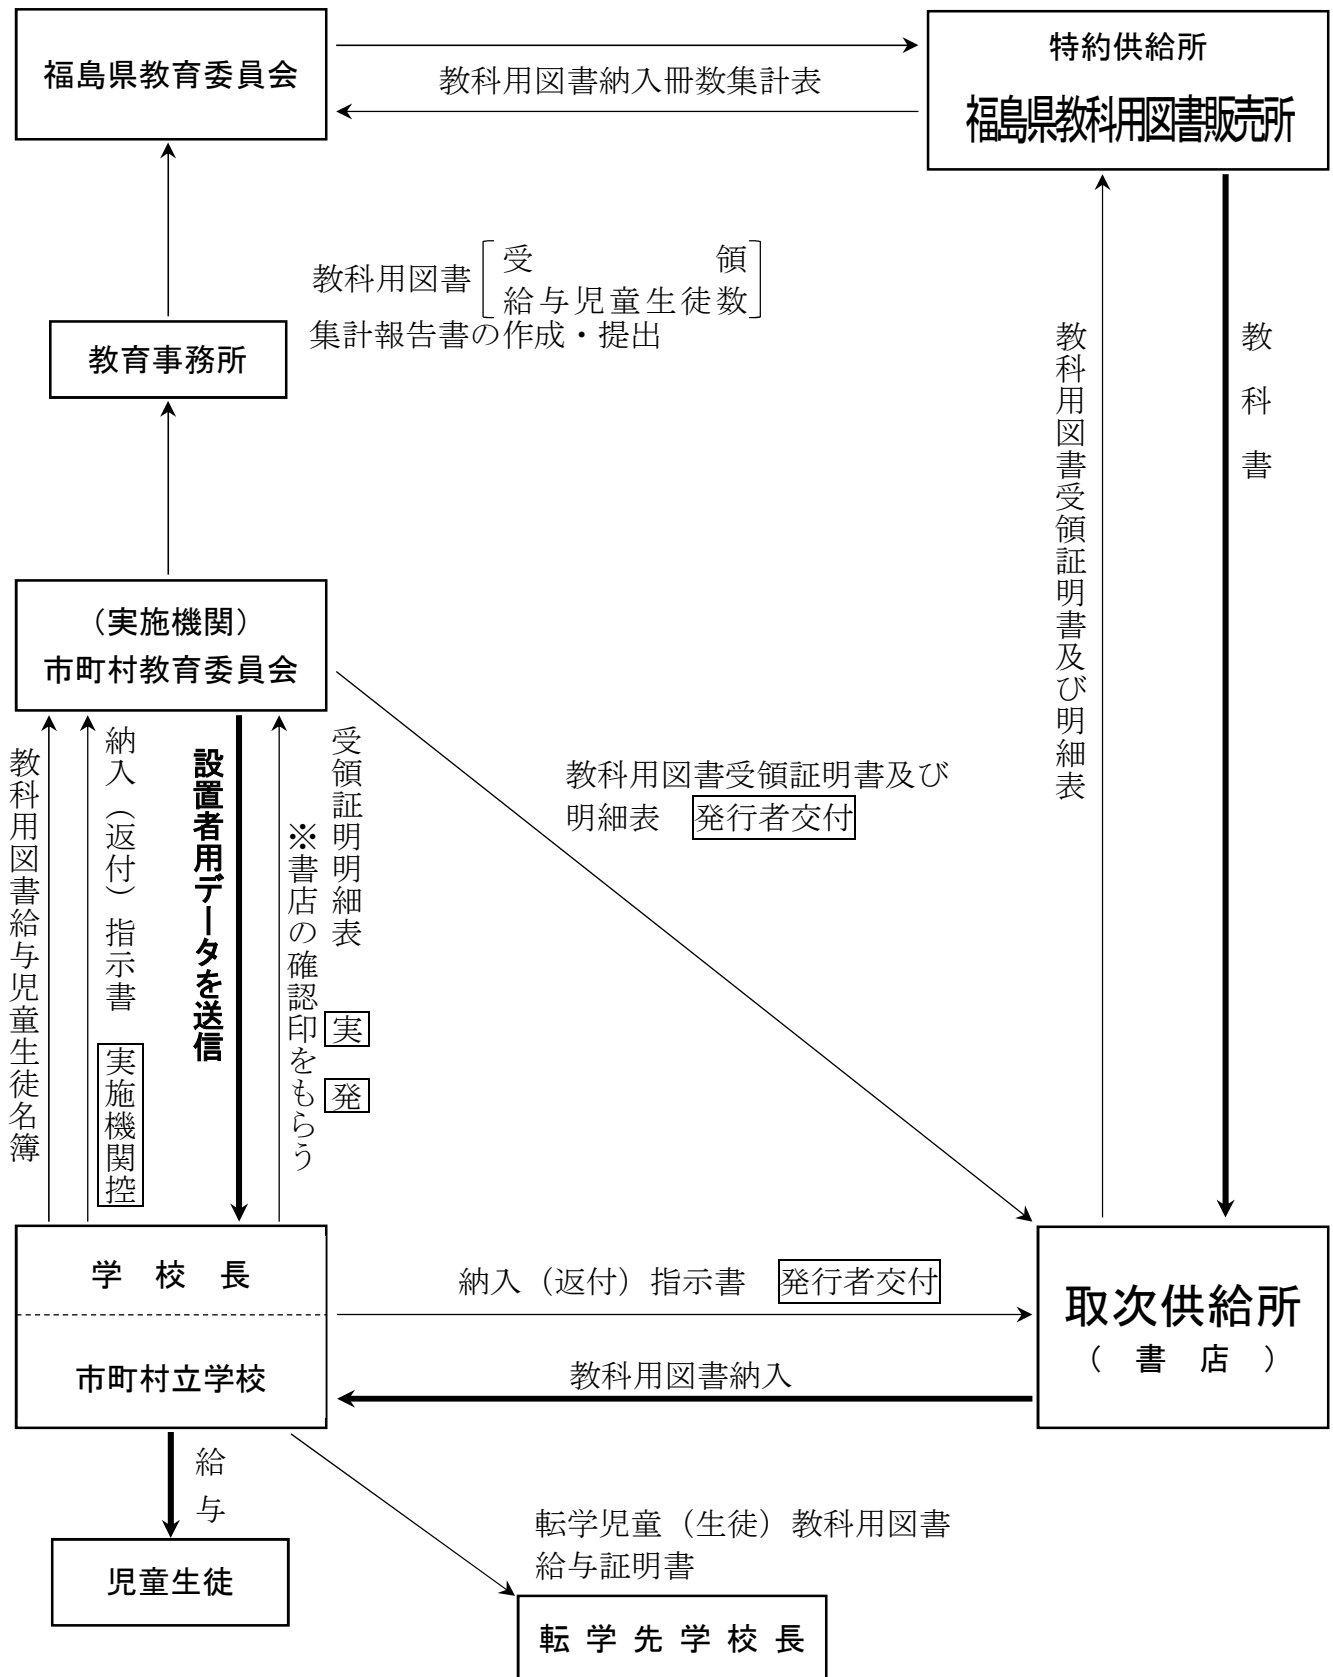 福島県教育委員会
教科用図書納入冊数集計表
特約供給所
福島県教科用図書販売所
教科用図書
受領
給与児童生徒数
集計報告書の作成・提出
教育事務所
教科用図書受領証明書及び明細表
教科書
（実施機関）
市町村教育委員会
教科用図書給与児童生徒名簿
納入（返付）指示書 実施機関控
設置者用データを送信
受領証明明細表 実 発
※書店の確認印をもらう
教科用図書受領証明書及び
明細表 発行者交付
学校長
市町村立学校
納入（返付）指示書 発行者交付
教科用図書納入
取次供給所
（書店）
給与
児童生徒
転学児童（生徒）教科用図書
給与証明書
転学先学校長